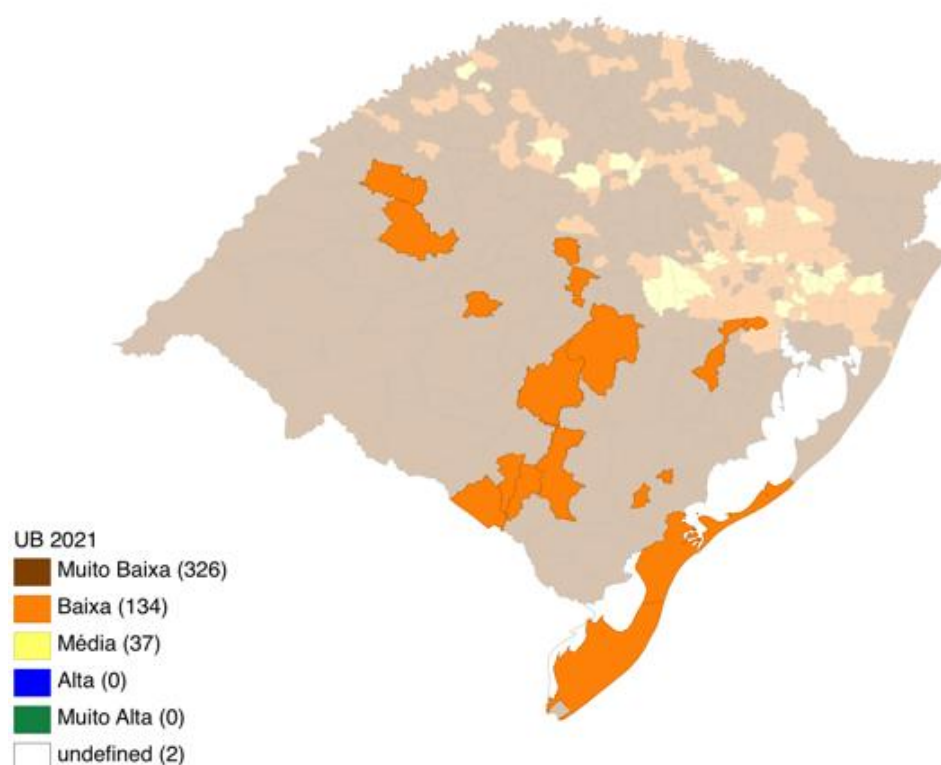 UB 2021
Muito Baixa (326)
Baixa (134)
Média (37)
Alta (0)
Muito Alta (0)
undefined (2)